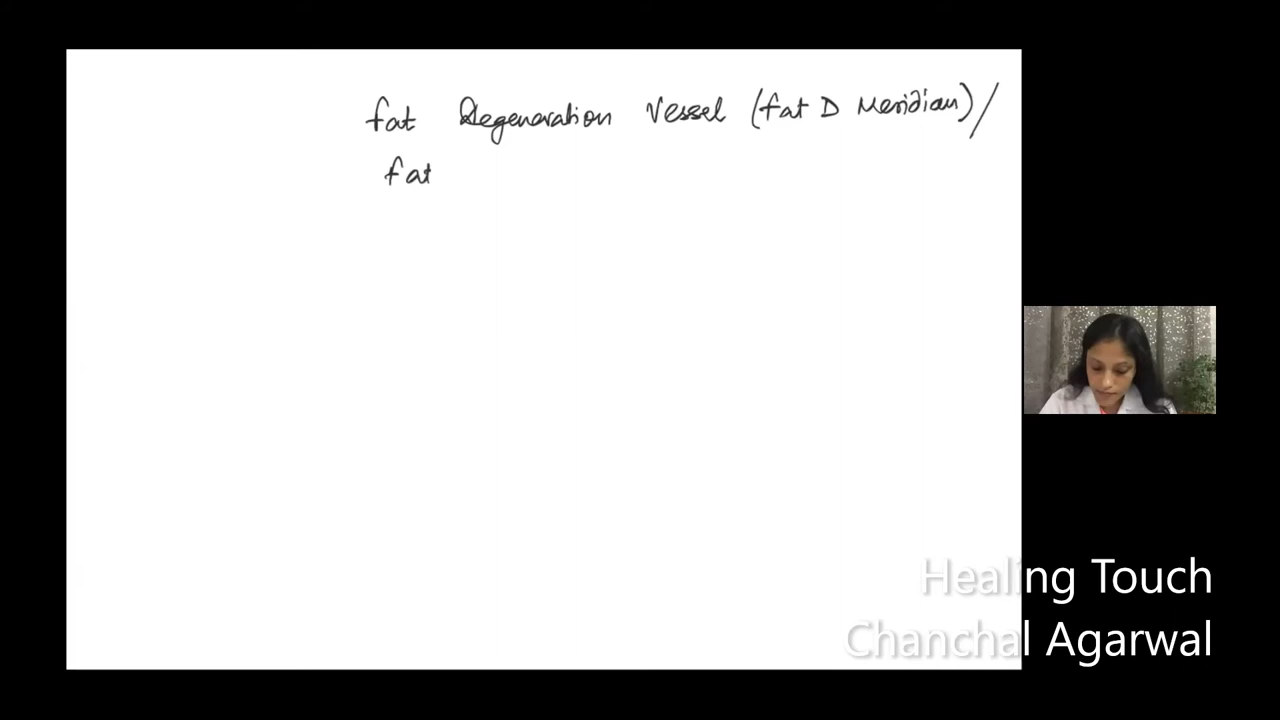 fat Degeneration Vessel (fat D Meridian)/
fat
Healing Touch
Chanchal Agarwal